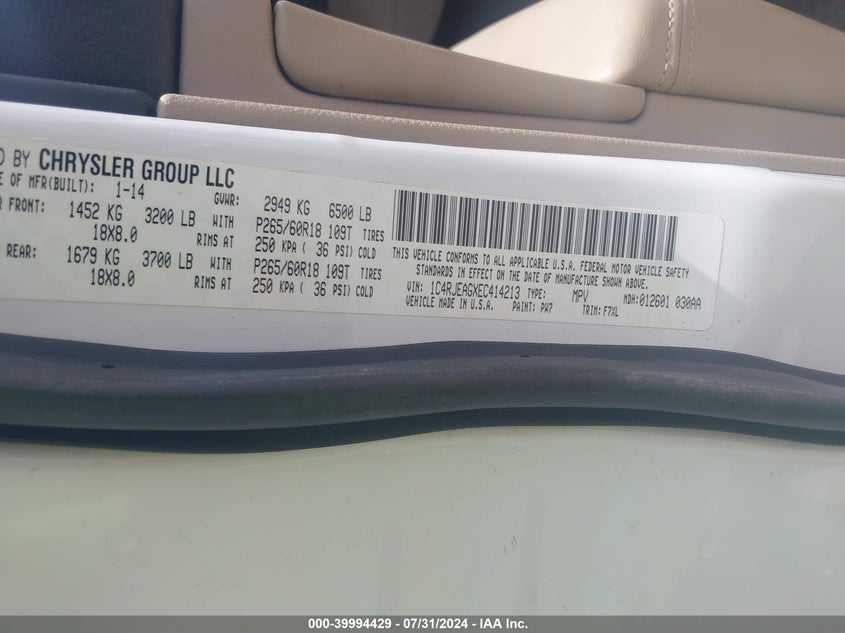 D BY CHRYSLER GROUP LLC
E OF MFR(BUILT): 1-14 GVWR: 2949 KG 6500 LB
FRONT: 1452 KG 3200 LB WITH P265/60R18 109T TIRES
18X8.0 RIMS AT 250 KPA ( 36 PSI) COLD
REAR: 1679 KG 3700 LB WITH P265/60R18 109T TIRES
18X8.0 RIMS AT 250 KPA ( 36 PSI) COLD
THIS VEHICLE CONFORMS TO ALL APPLICABLE U.S.A. FEDERAL MOTOR VEHICLE SAFETY
STANDARDS IN EFFECT ON THE DATE OF MANUFACTURE SHOWN ABOVE.
VIN: 1C4RJEAGXEC414213 TYPE: MPV MDH:012601 030AA
VEHICLE MADE IN U.S.A. PAINT: PW7 TRIM: F7XL
000-39994429 - 07/31/2024 - IAA Inc.